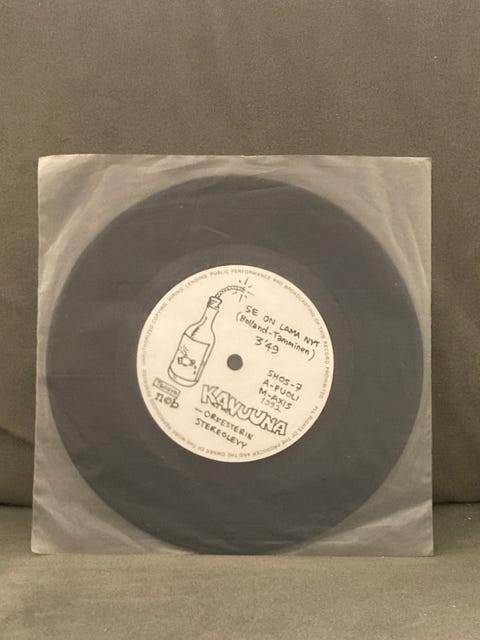 UNAUTHORIZED COPYING, HIRING, LENDING, PUBLIC PERFORMANCE AND BROADCASTING OF THIS RECORD PROHIBITED
ALL RIGHTS OF THE PRODUCER AND THE OWNER OF THE WORK REPRODUCED RESERVED
SE ON LAMA NYT
(Bolland-Tamminen)
3'49
SHOS-7
A-PUOLI
M-AXIS
1992
KAVUUNA
-ORKESTERIN
STEREOLEVY
nɔb